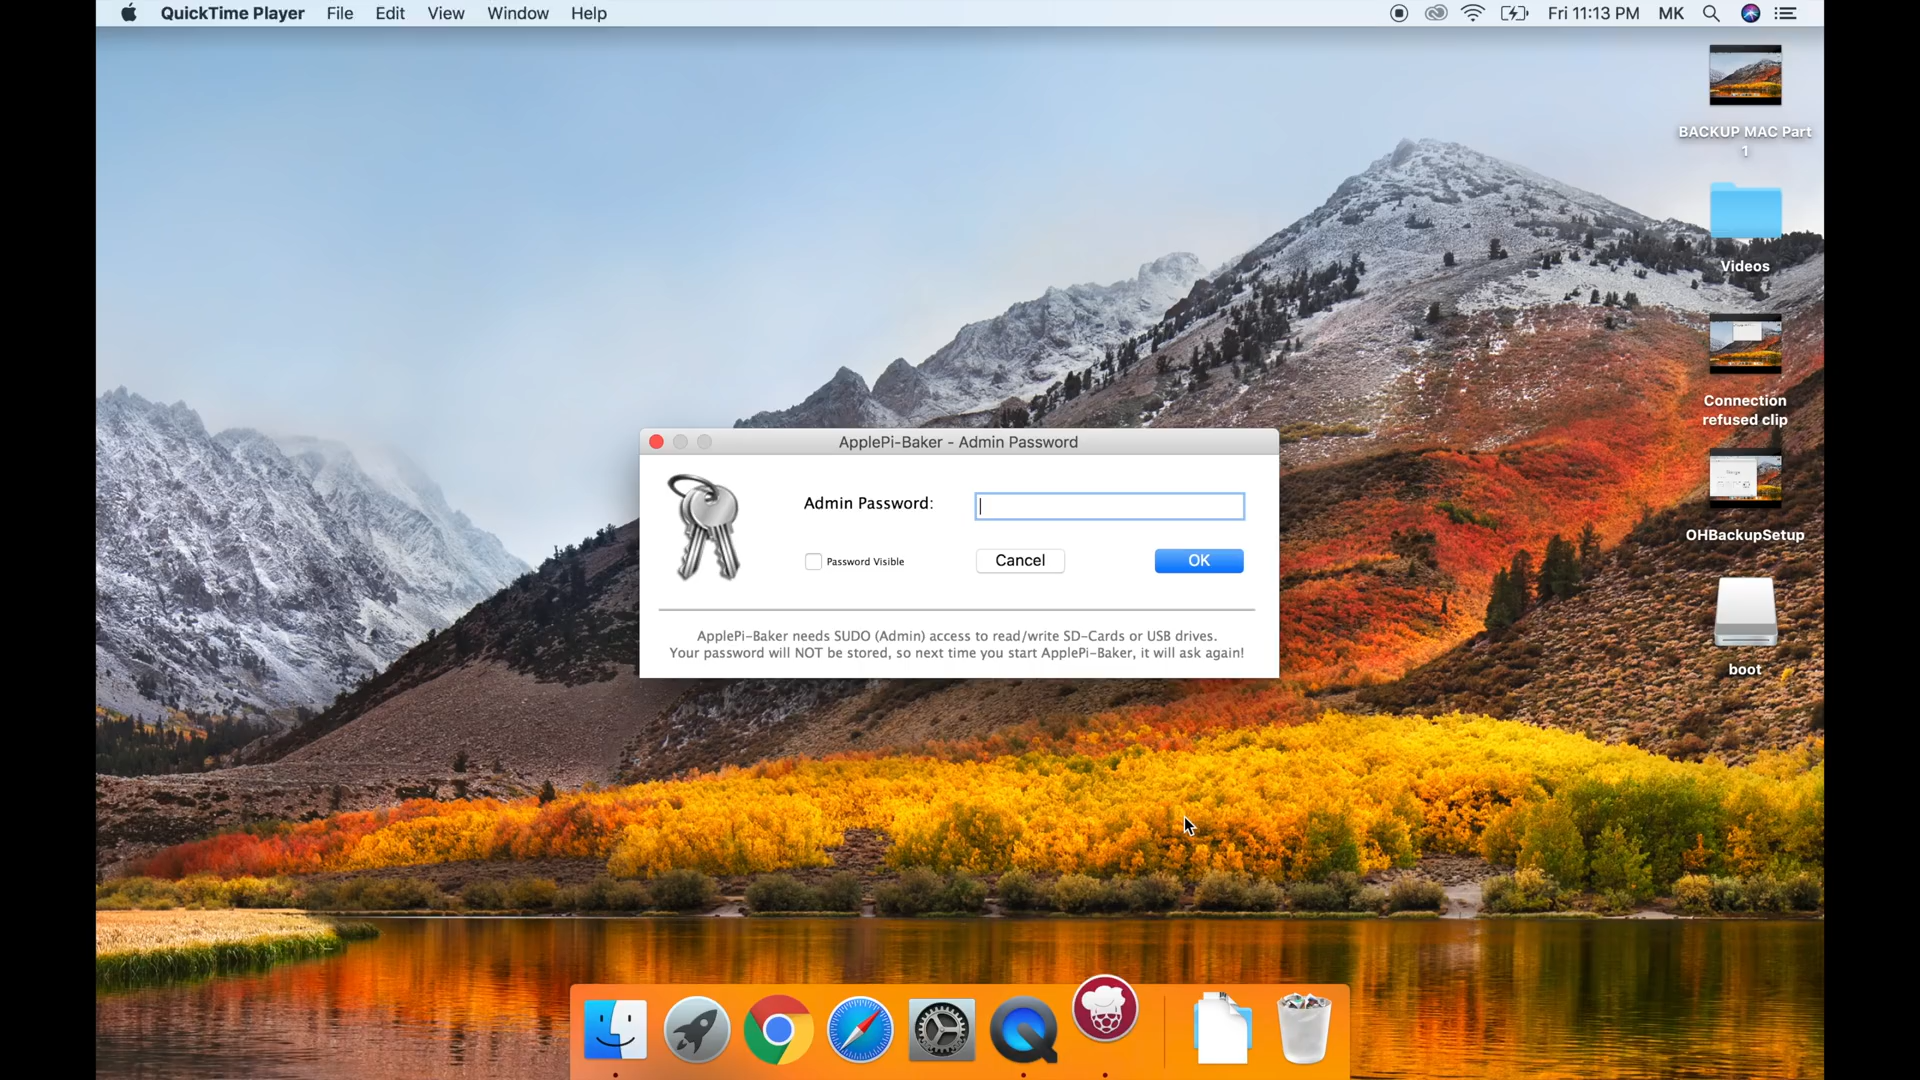 QuickTime Player File Edit View Window Help Fri 11:13 PM MK
BACKUP MAC Part
1
Videos
Connection
refused clip
OHBackupSetup
boot
ApplePi-Baker - Admin Password
Admin Password:
Password Visible Cancel OK
ApplePi-Baker needs SUDO (Admin) access to read/write SD-Cards or USB drives.
Your password will NOT be stored, so next time you start ApplePi-Baker, it will ask again!